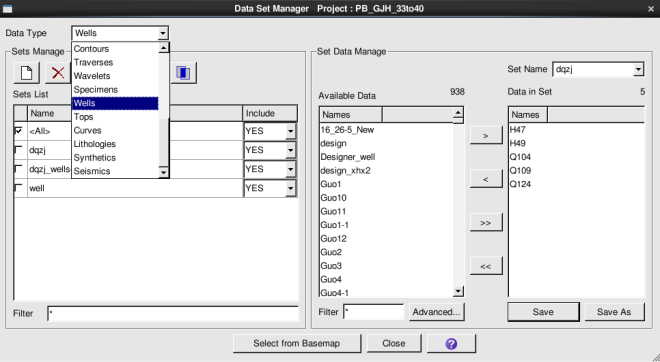 Data Set Manager Project : PB_GJH_33to40
Data Type Wells
Contours
Traverses
Wavelets
Specimens
Wells
Tops
Curves
Lithologies
Synthetics
Seismics
Sets Manage
Sets List
Name Include
<All> YES
dqzj YES
dqzj_wells YES
well YES
Filter *
Set Data Manage
Set Name dqzj
Available Data 938
Names
16_26-5_New
design
Designer_well
design_xhx2
Guo1
Guo10
Guo11
Guo1-1
Guo12
Guo2
Guo3
Guo4
Guo4-1
Filter * Advanced...
>
<
>>
<<
Data in Set 5
Names
H47
H49
Q104
Q109
Q124
Save Save As
Select from Basemap Close ?